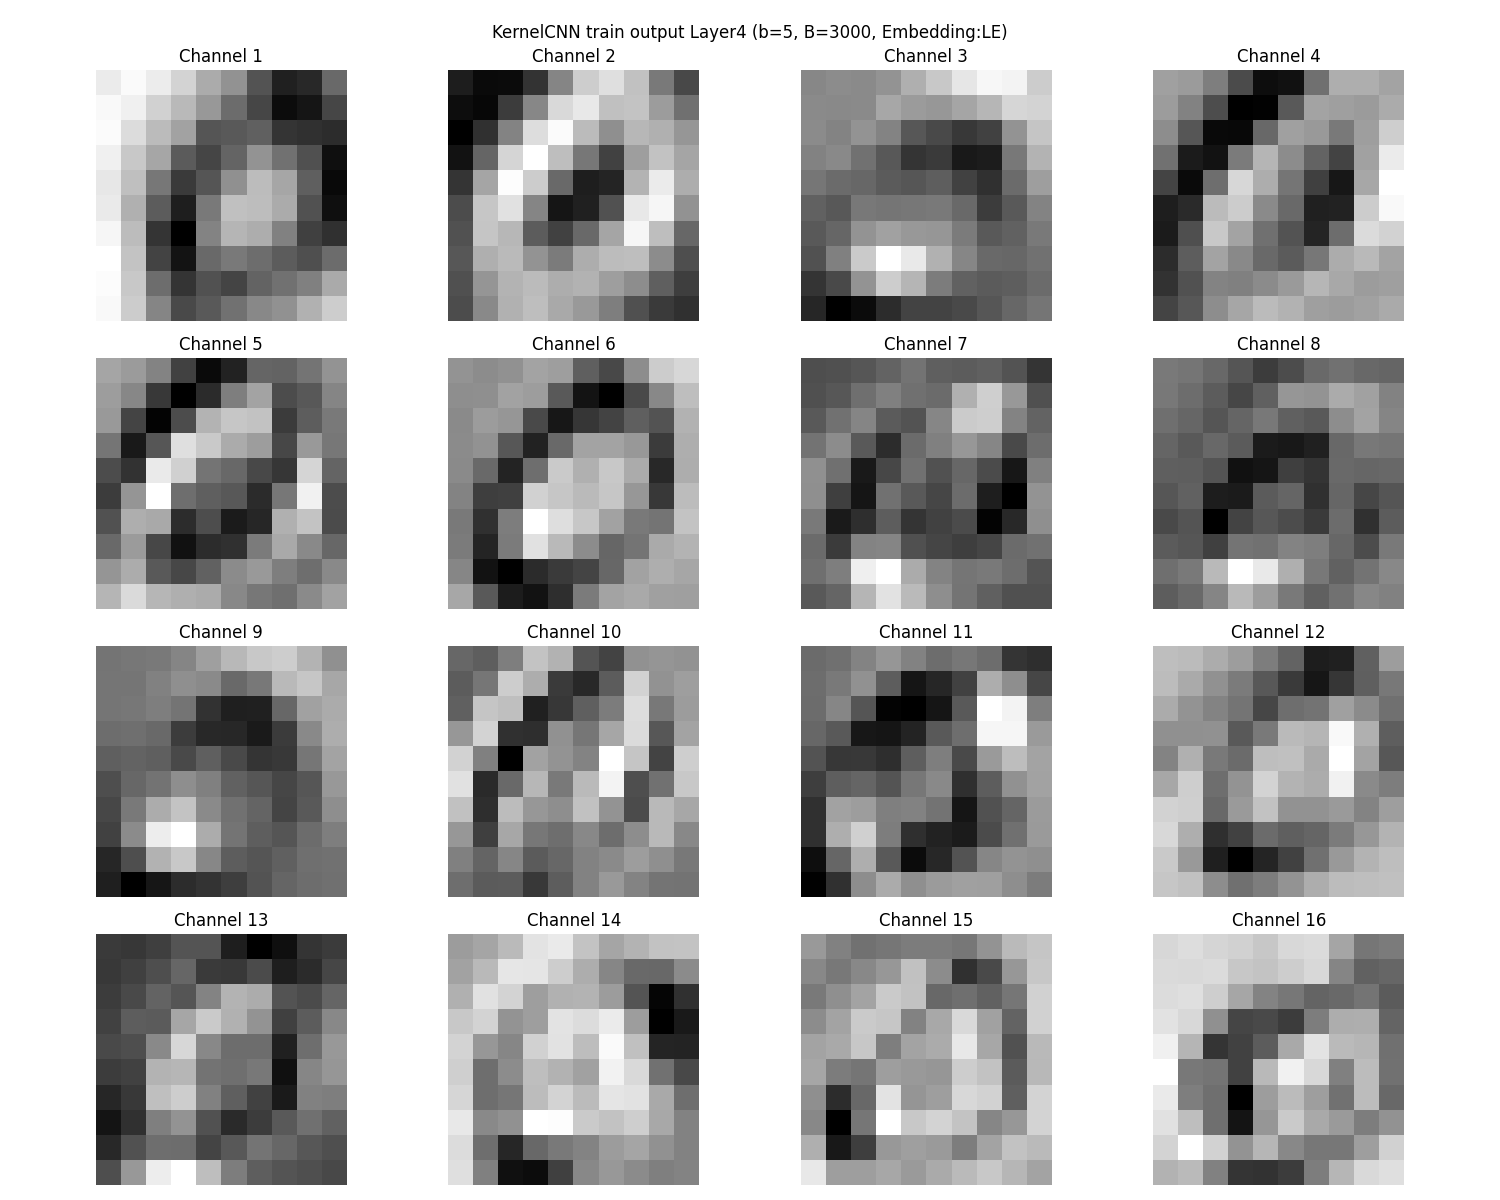 KernelCNN train output Layer4 (b=5, B=3000, Embedding:LE)
Channel 1
Channel 2
Channel 3
Channel 4
Channel 5
Channel 6
Channel 7
Channel 8
Channel 9
Channel 10
Channel 11
Channel 12
Channel 13
Channel 14
Channel 15
Channel 16